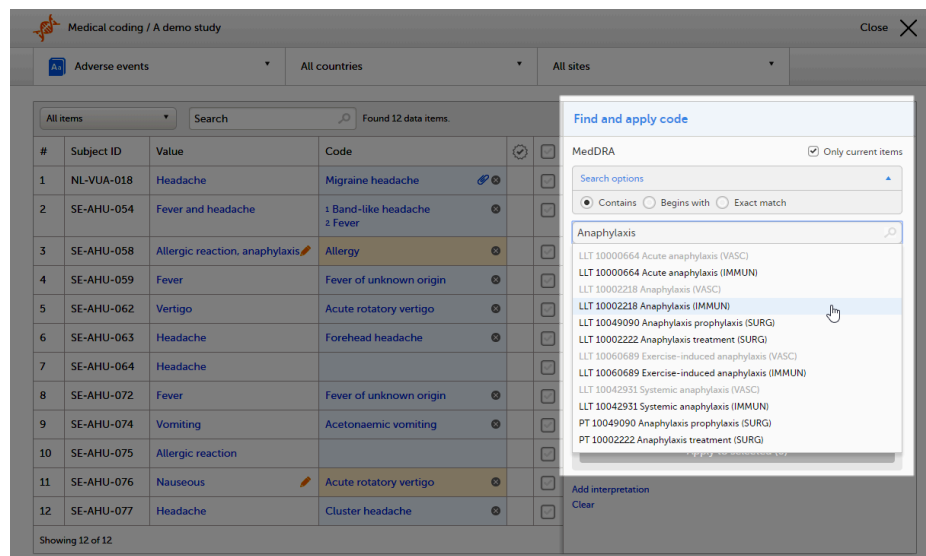 Medical coding / A demo study
Close
Aa Adverse events
All countries
All sites
All items
Search
Found 12 data items.
# Subject ID Value Code
1 NL-VUA-018 Headache Migraine headache
2 SE-AHU-054 Fever and headache 1 Band-like headache
2 Fever
3 SE-AHU-058 Allergic reaction, anaphylaxis Allergy
4 SE-AHU-059 Fever Fever of unknown origin
5 SE-AHU-062 Vertigo Acute rotatory vertigo
6 SE-AHU-063 Headache Forehead headache
7 SE-AHU-064 Headache
8 SE-AHU-072 Fever Fever of unknown origin
9 SE-AHU-074 Vomiting Acetonaemic vomiting
10 SE-AHU-075 Allergic reaction
11 SE-AHU-076 Nauseous Acute rotatory vertigo
12 SE-AHU-077 Headache Cluster headache
Showing 12 of 12
Find and apply code
MedDRA
Only current items
Search options
Contains Begins with Exact match
Anaphylaxis
LLT 10000664 Acute anaphylaxis (VASC)
LLT 10000664 Acute anaphylaxis (IMMUN)
LLT 10002218 Anaphylaxis (VASC)
LLT 10002218 Anaphylaxis (IMMUN)
LLT 10049090 Anaphylaxis prophylaxis (SURG)
LLT 10002222 Anaphylaxis treatment (SURG)
LLT 10060689 Exercise-induced anaphylaxis (VASC)
LLT 10060689 Exercise-induced anaphylaxis (IMMUN)
LLT 10042931 Systemic anaphylaxis (VASC)
LLT 10042931 Systemic anaphylaxis (IMMUN)
PT 10049090 Anaphylaxis prophylaxis (SURG)
PT 10002222 Anaphylaxis treatment (SURG)
Add interpretation
Clear